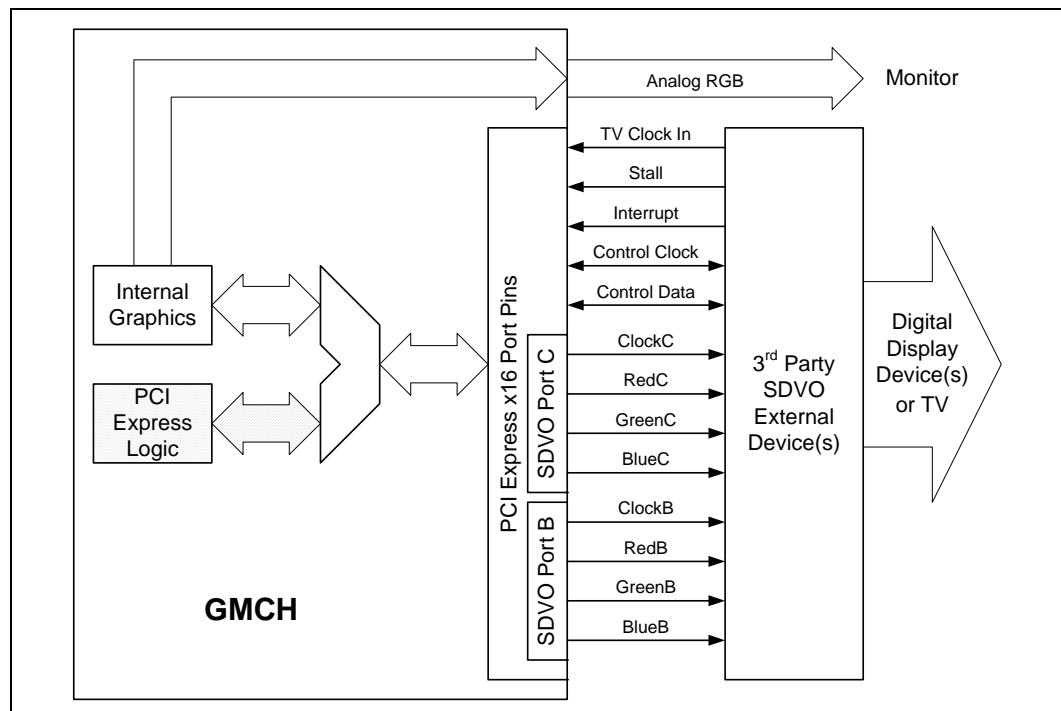 Analog RGB
Monitor
TV Clock In
Stall
Interrupt
Control Clock
Control Data
Internal
Graphics
PCI
Express
Logic
PCI Express x16 Port Pins
SDVO Port C
ClockC
RedC
GreenC
BlueC
SDVO Port B
ClockB
RedB
GreenB
BlueB
3rd Party
SDVO
External
Device(s)
Digital
Display
Device(s)
or TV
GMCH